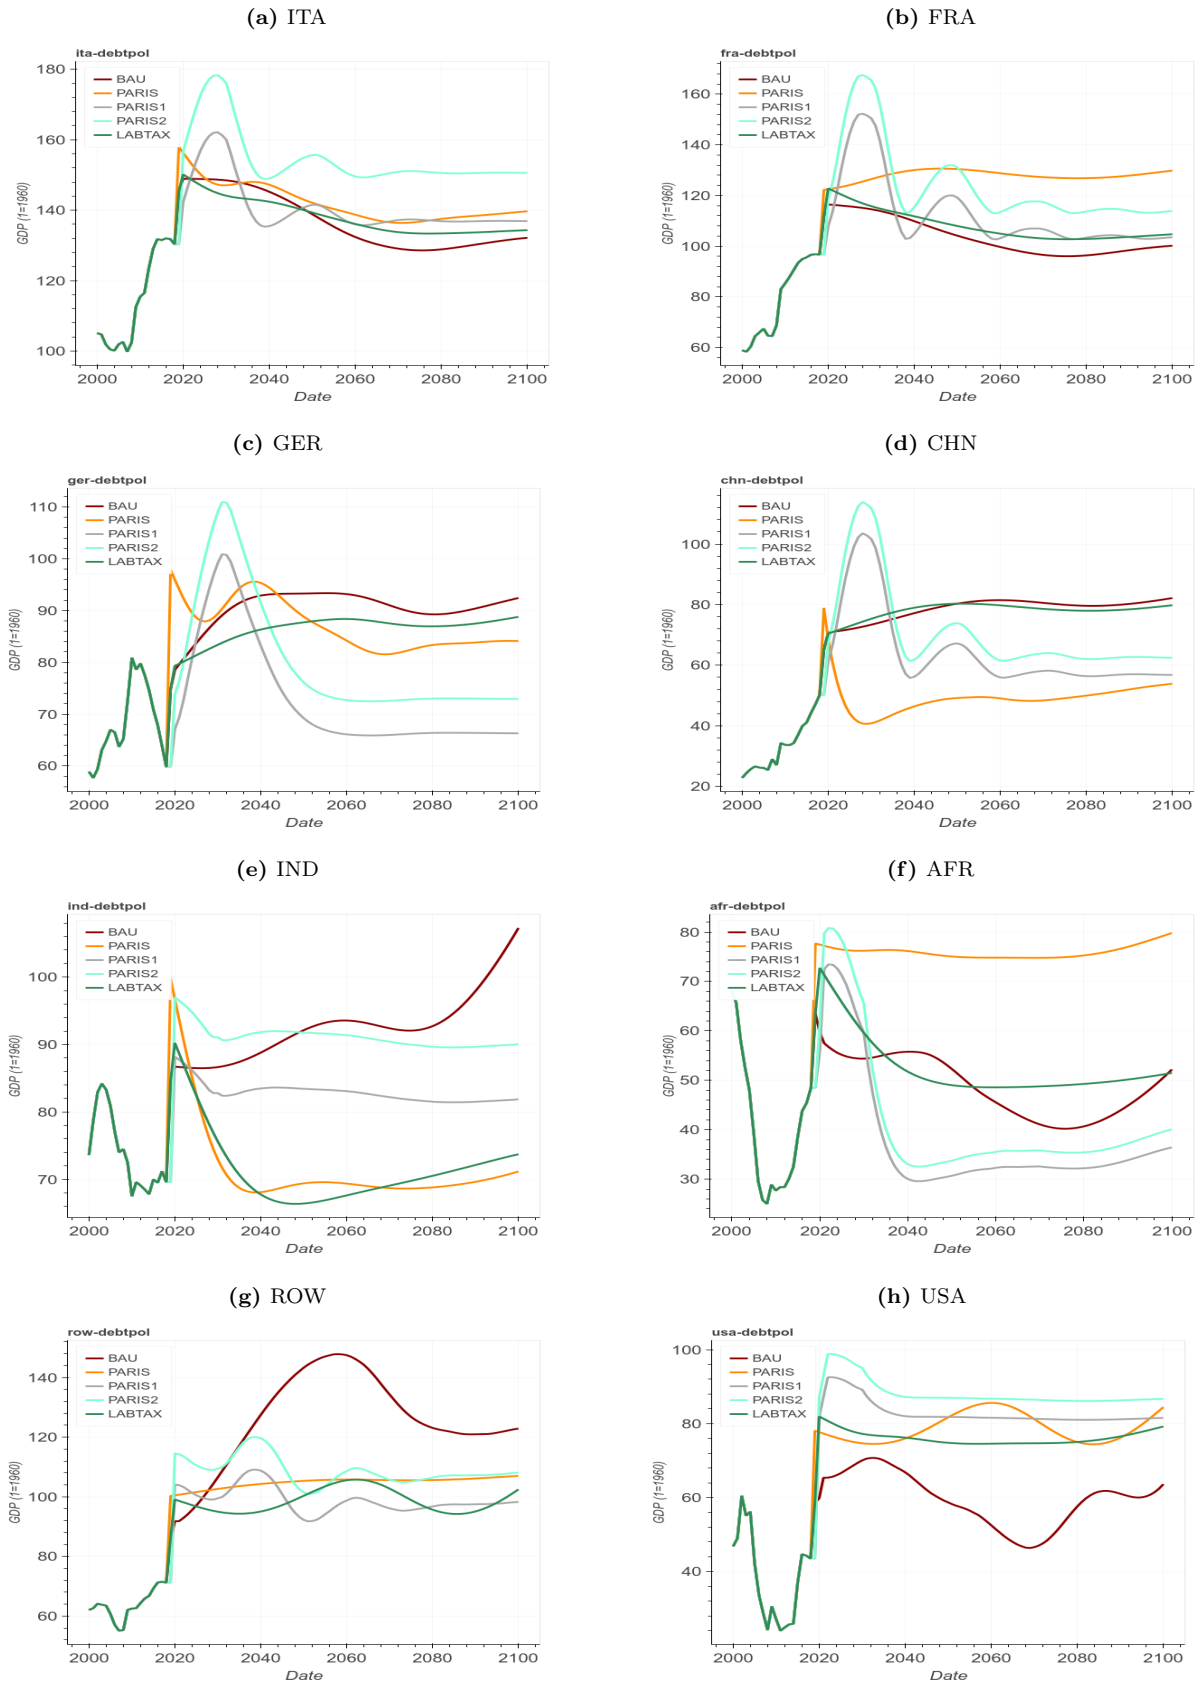 (a) ITA
ita-debtpol
180
160
140
120
100
GDP (1=1960)
BAU
PARIS
PARIS1
PARIS2
LABTAX
2000 2020 2040 2060 2080 2100
Date
(b) FRA
fra-debtpol
160
140
120
100
80
60
GDP (1=1960)
BAU
PARIS
PARIS1
PARIS2
LABTAX
2000 2020 2040 2060 2080 2100
Date
(c) GER
ger-debtpol
110
100
90
80
70
60
GDP (1=1960)
BAU
PARIS
PARIS1
PARIS2
LABTAX
2000 2020 2040 2060 2080 2100
Date
(d) CHN
chn-debtpol
100
80
60
40
20
GDP (1=1960)
BAU
PARIS
PARIS1
PARIS2
LABTAX
2000 2020 2040 2060 2080 2100
Date
(e) IND
ind-debtpol
100
90
80
70
GDP (1=1960)
BAU
PARIS
PARIS1
PARIS2
LABTAX
2000 2020 2040 2060 2080 2100
Date
(f) AFR
afr-debtpol
80
70
60
50
40
30
GDP (1=1960)
BAU
PARIS
PARIS1
PARIS2
LABTAX
2000 2020 2040 2060 2080 2100
Date
(g) ROW
row-debtpol
140
120
100
80
60
GDP (1=1960)
BAU
PARIS
PARIS1
PARIS2
LABTAX
2000 2020 2040 2060 2080 2100
Date
(h) USA
usa-debtpol
100
80
60
40
GDP (1=1960)
BAU
PARIS
PARIS1
PARIS2
LABTAX
2000 2020 2040 2060 2080 2100
Date